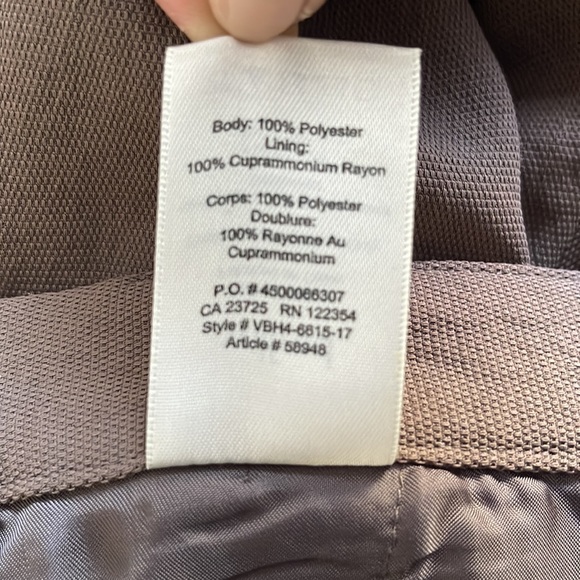 Body: 100% Polyester
Lining:
100% Cuprammonium Rayon
Corps: 100% Polyester
Doublure:
100% Rayonne Au
Cuprammonium
P.O. # 4500066307
CA 23725 RN 122354
Style # VBH4-6815-17
Article # 58948